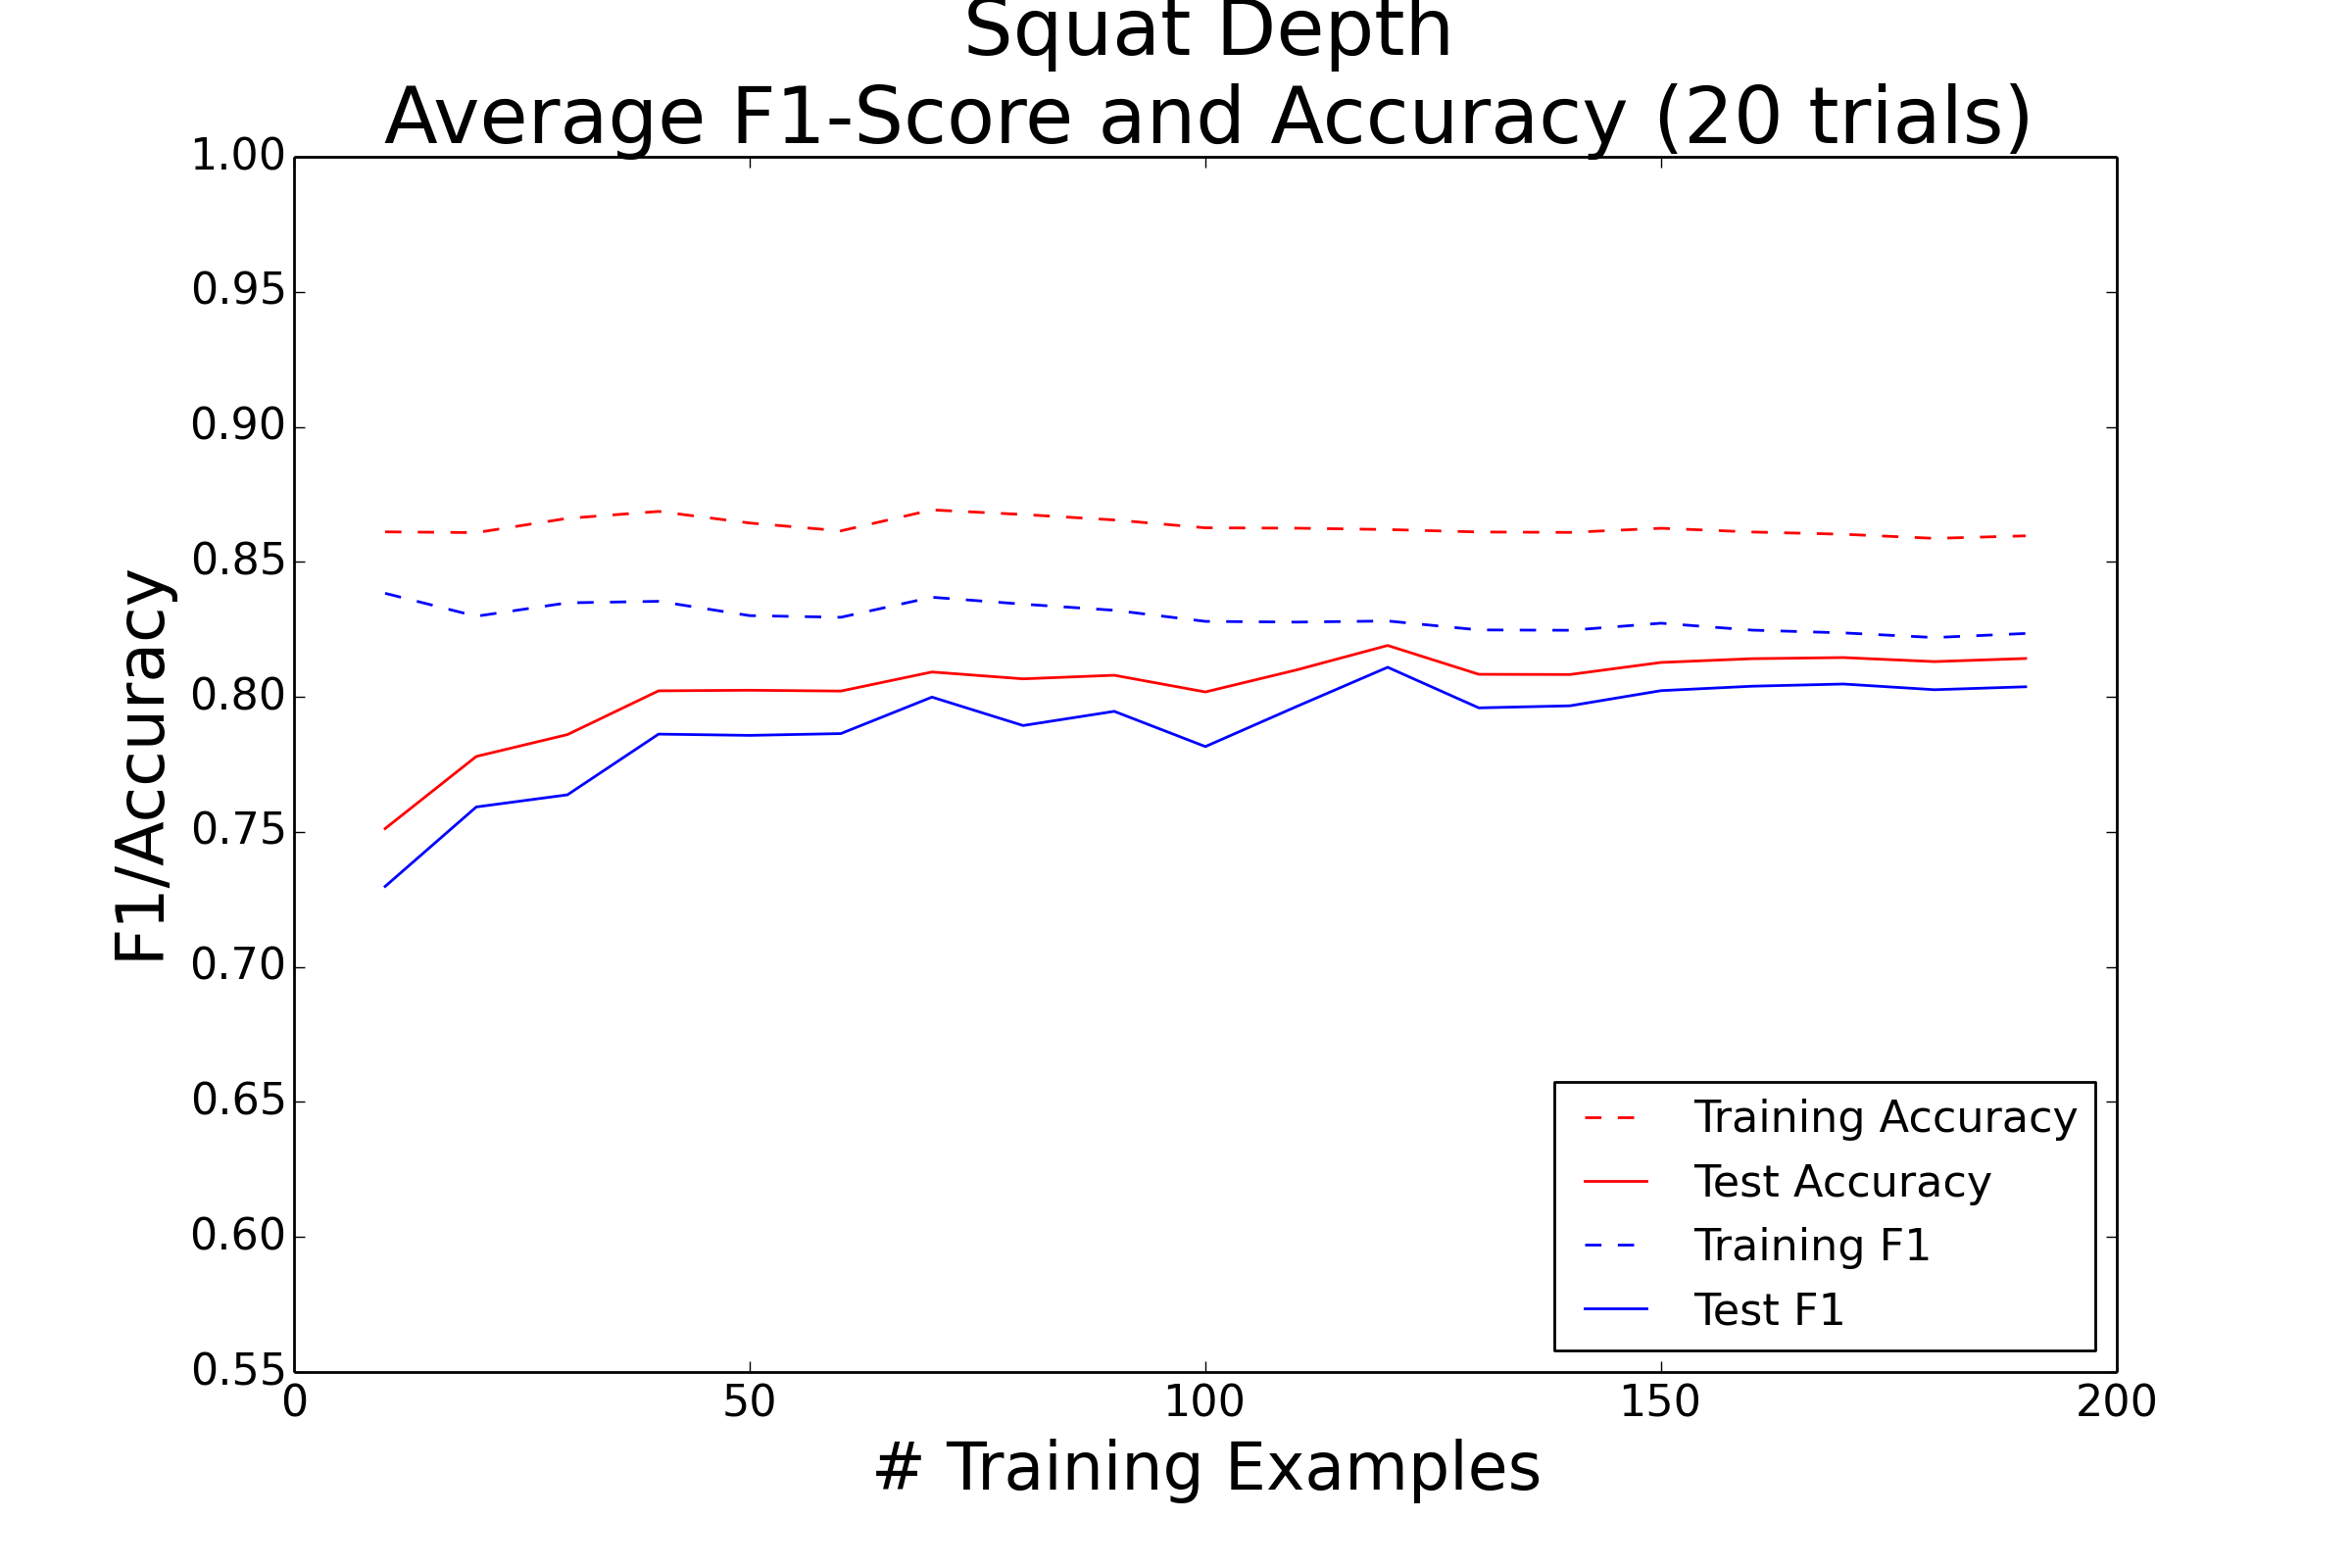 Squat Depth
Average F1-Score and Accuracy (20 trials)
1.00
0.95
0.90
0.85
0.80
0.75
0.70
0.65
0.60
0.55
F1/Accuracy
0 50 100 150 200
# Training Examples
Training Accuracy
Test Accuracy
Training F1
Test F1